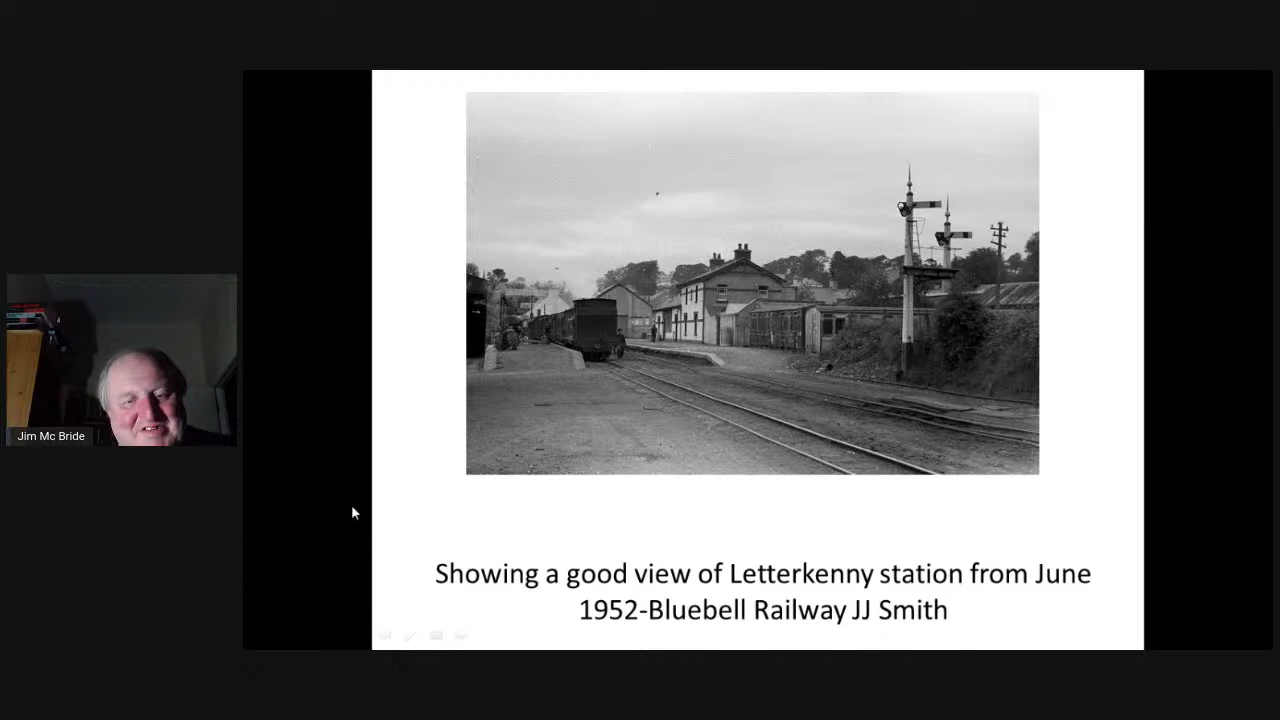 Jim Mc Bride
Showing a good view of Letterkenny station from June
1952-Bluebell Railway JJ Smith